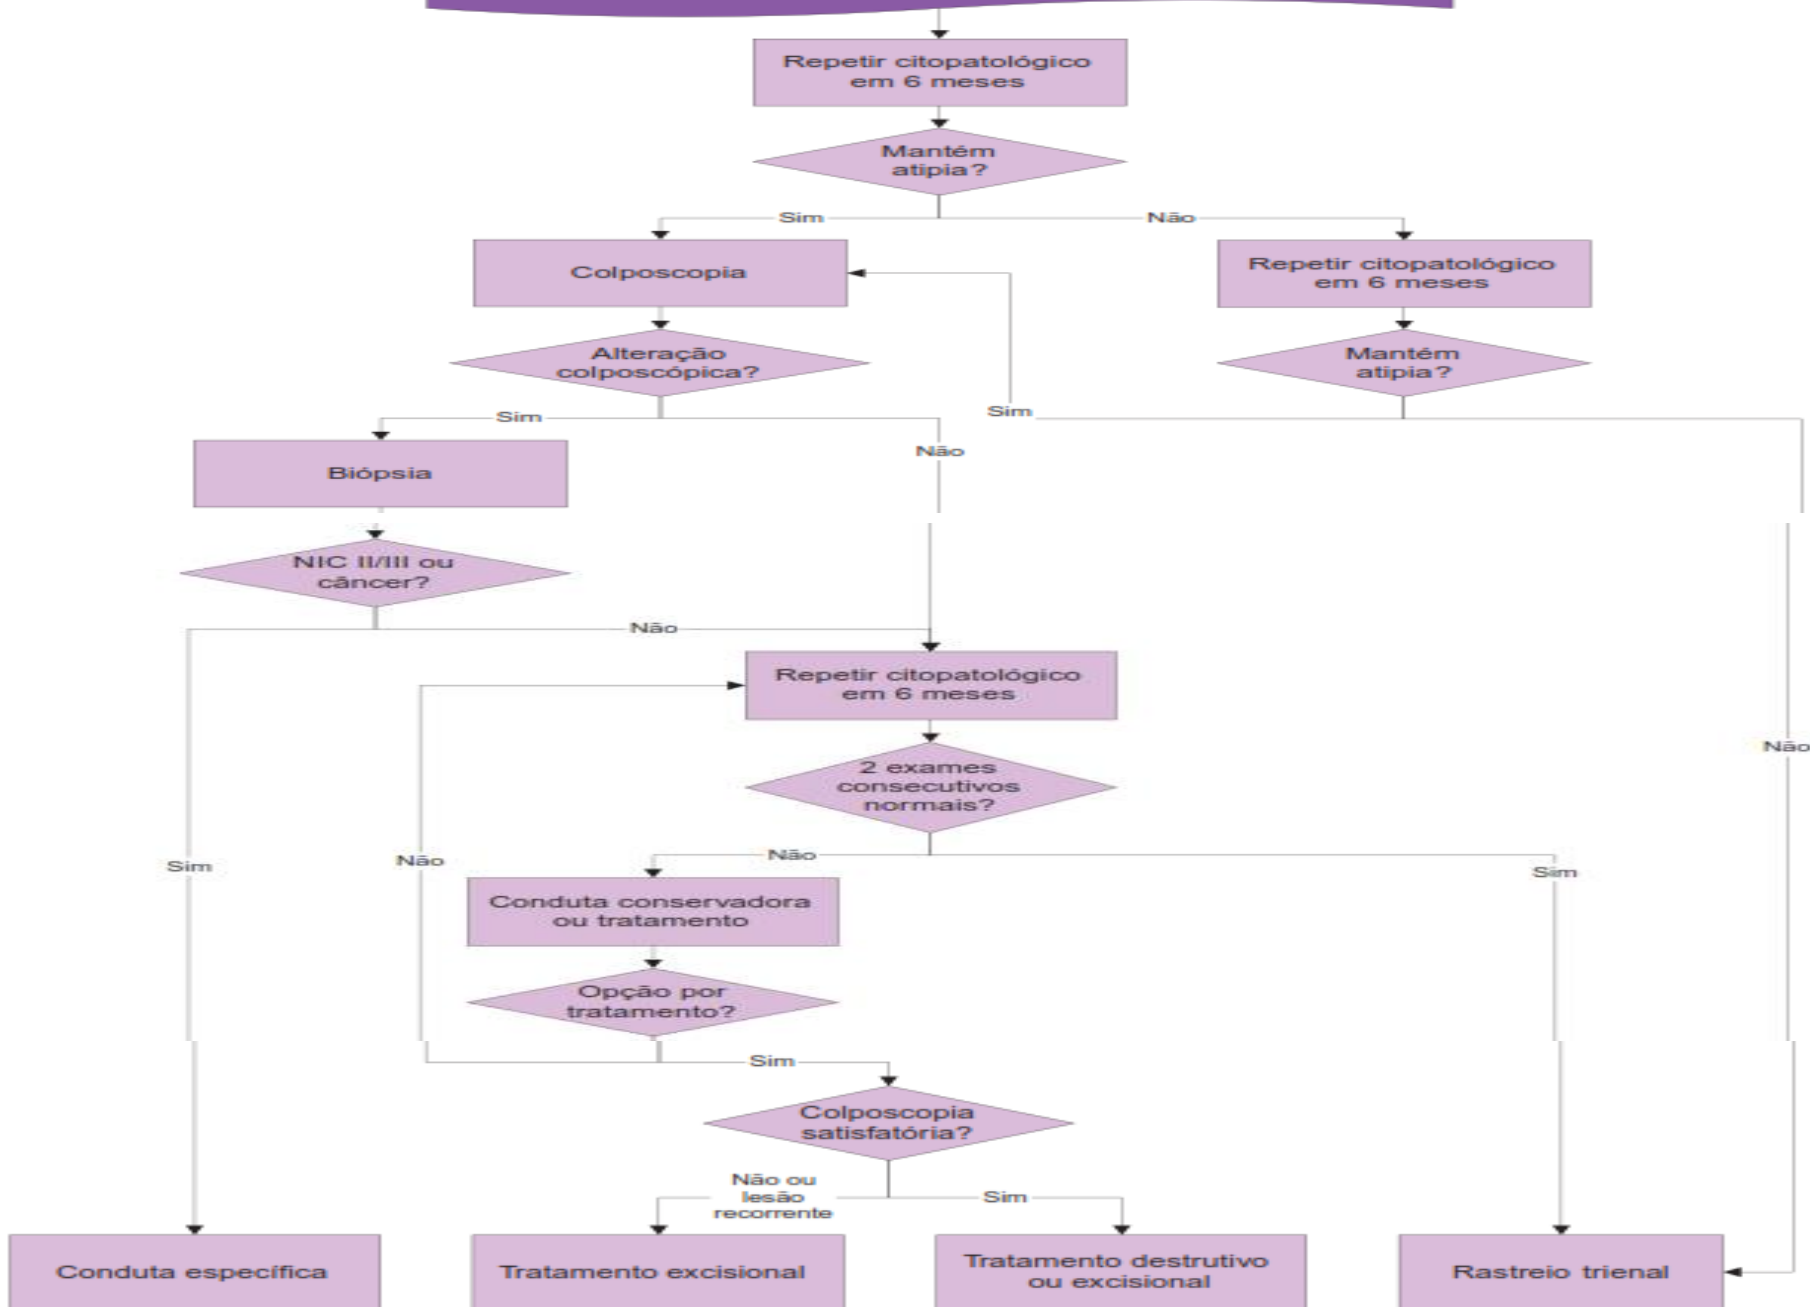 Repetir citopatológico
em 6 meses
Mantém
atipia?
Sim
Não
Colposcopia
Repetir citopatológico
em 6 meses
Alteração
colposcópica?
Mantém
atipia?
Sim
Sim
Não
Biópsia
NIC II/III ou
câncer?
Não
Repetir citopatológico
em 6 meses
Não
2 exames
consecutivos
normais?
Sim
Não
Não
Sim
Conduta conservadora
ou tratamento
Opção por
tratamento?
Sim
Colposcopia
satisfatória?
Não ou
lesão
recorrente
Sim
Conduta específica
Tratamento excisional
Tratamento destrutivo
ou excisional
Rastreio trienal